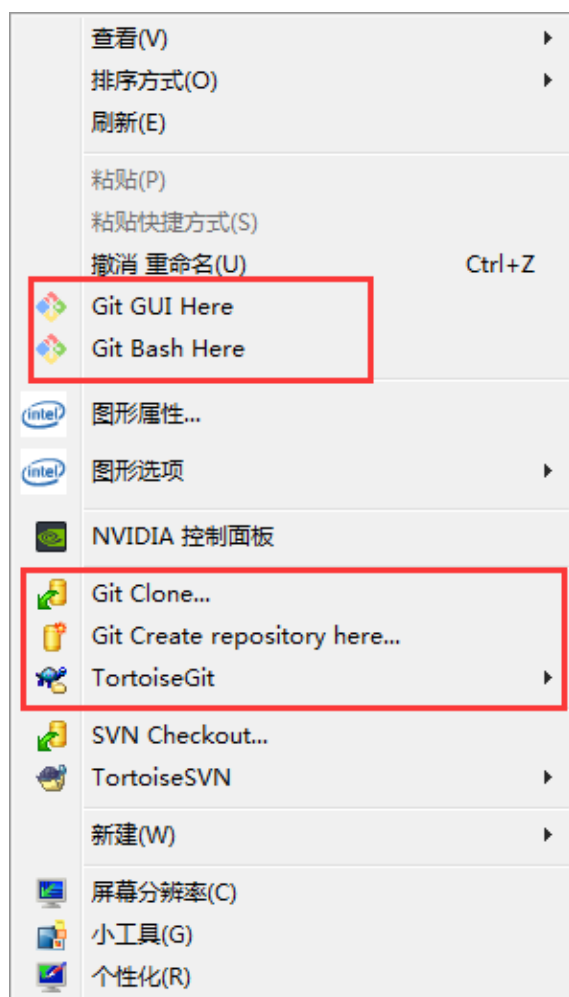 查看(V)
排序方式(O)
刷新(E)
粘贴(P)
粘贴快捷方式(S)
撤消 重命名(U) Ctrl+Z
Git GUI Here
Git Bash Here
intel 图形属性...
intel 图形选项
NVIDIA 控制面板
Git Clone...
Git Create repository here...
TortoiseGit
SVN Checkout...
TortoiseSVN
新建(W)
屏幕分辨率(C)
小工具(G)
个性化(R)